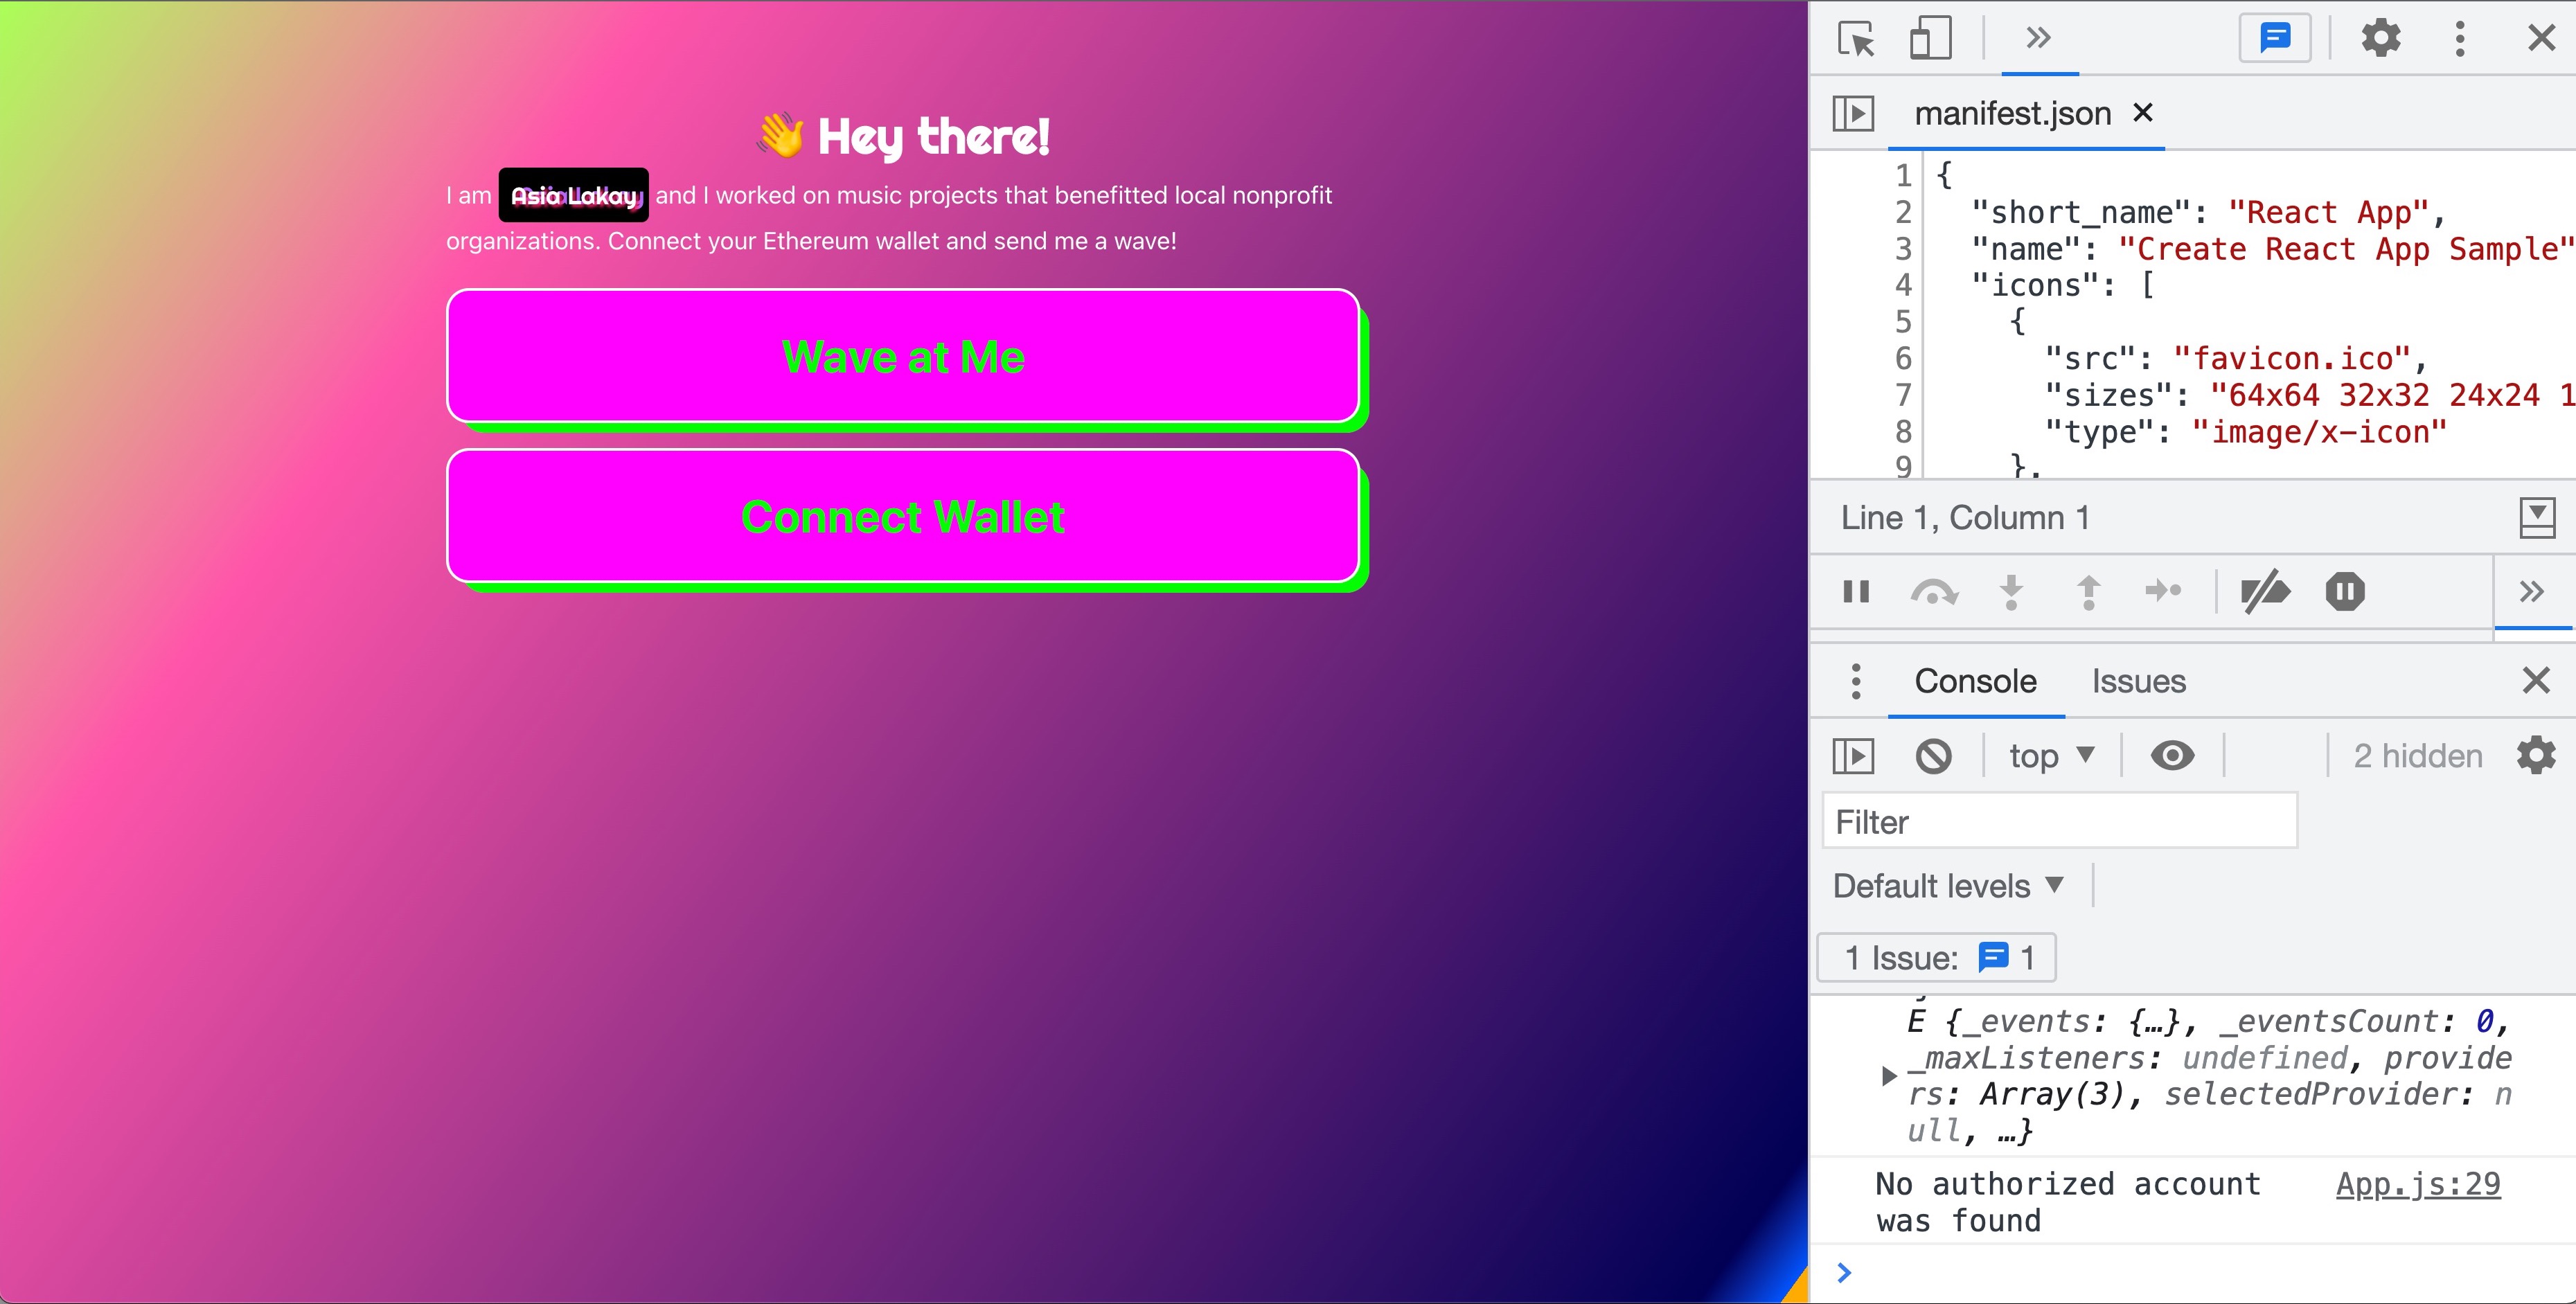 👋 Hey there!
I am Asia Lakay and I worked on music projects that benefitted local nonprofit
organizations. Connect your Ethereum wallet and send me a wave!
Wave at Me
Connect Wallet
manifest.json
1 {
2 "short_name": "React App",
3 "name": "Create React App Sample"
4 "icons": [
5 {
6 "src": "favicon.ico",
7 "sizes": "64x64 32x32 24x24 1
8 "type": "image/x-icon"
9 },
Line 1, Column 1
Console Issues
top 2 hidden
Filter
Default levels
1 Issue: 1
E {_events: {…}, _eventsCount: 0,
_maxListeners: undefined, provide
rs: Array(3), selectedProvider: n
ull, …}
No authorized account App.js:29
was found